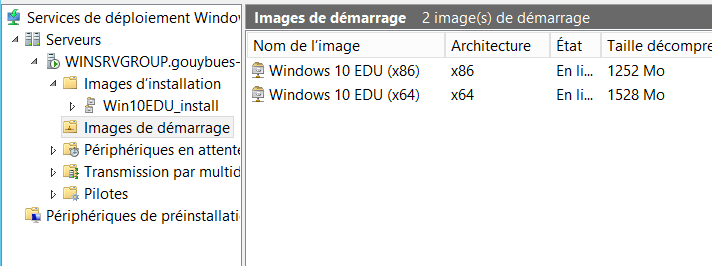 Services de déploiement Window
Serveurs
WINSRVGROUP.gouybues-
Images d'installation
Win10EDU_install
Images de démarrage
Périphériques en attente
Transmission par multid
Pilotes
Périphériques de préinstallati
Images de démarrage 2 image(s) de démarrage
Nom de l'image Architecture État Taille décompre
Windows 10 EDU (x86) x86 En li... 1252 Mo
Windows 10 EDU (x64) x64 En li... 1528 Mo